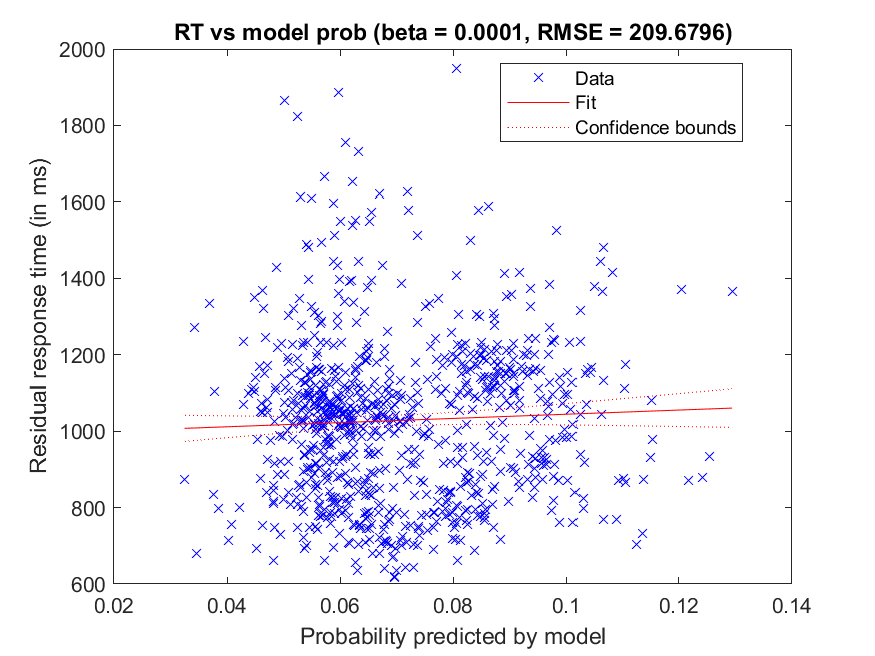 RT vs model prob (beta = 0.0001, RMSE = 209.6796)
2000
1800
1600
1400
1200
1000
800
600
Residual response time (in ms)
Data
Fit
Confidence bounds
0.02
0.04
0.06
0.08
0.1
0.12
0.14
Probability predicted by model